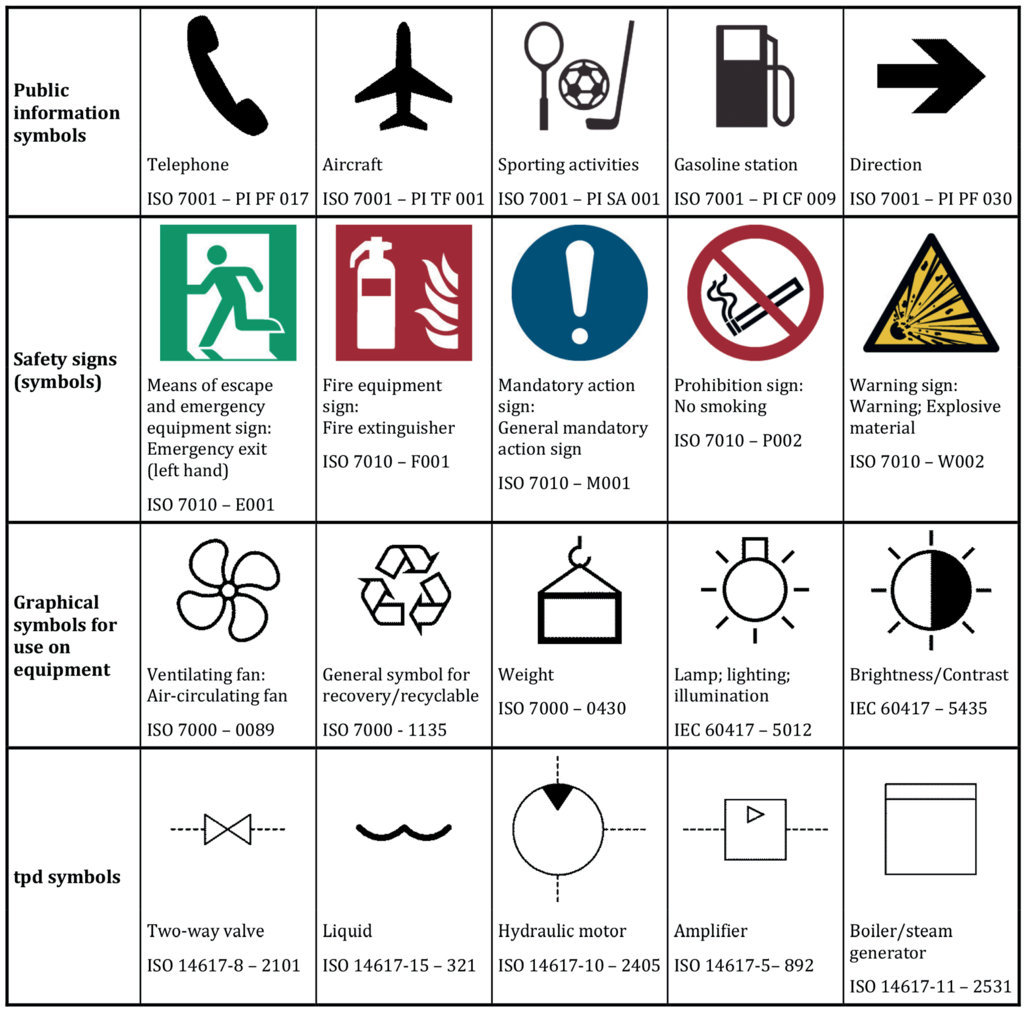 Public
information
symbols
Telephone
ISO 7001 – PI PF 017
Aircraft
ISO 7001 – PI TF 001
Sporting activities
ISO 7001 – PI SA 001
Gasoline station
ISO 7001 – PI CF 009
Direction
ISO 7001 – PI PF 030
Safety signs
(symbols)
Means of escape
and emergency
equipment sign:
Emergency exit
(left hand)
ISO 7010 – E001
Fire equipment
sign:
Fire extinguisher
ISO 7010 – F001
Mandatory action
sign:
General mandatory
action sign
ISO 7010 – M001
Prohibition sign:
No smoking
ISO 7010 – P002
Warning sign:
Warning; Explosive
material
ISO 7010 – W002
Graphical
symbols for
use on
equipment
Ventilating fan:
Air-circulating fan
ISO 7000 – 0089
General symbol for
recovery/recyclable
ISO 7000 - 1135
Weight
ISO 7000 – 0430
Lamp; lighting;
illumination
IEC 60417 – 5012
Brightness/Contrast
IEC 60417 – 5435
tpd symbols
Two-way valve
ISO 14617-8 – 2101
Liquid
ISO 14617-15 – 321
Hydraulic motor
ISO 14617-10 – 2405
Amplifier
ISO 14617-5– 892
Boiler/steam
generator
ISO 14617-11 – 2531